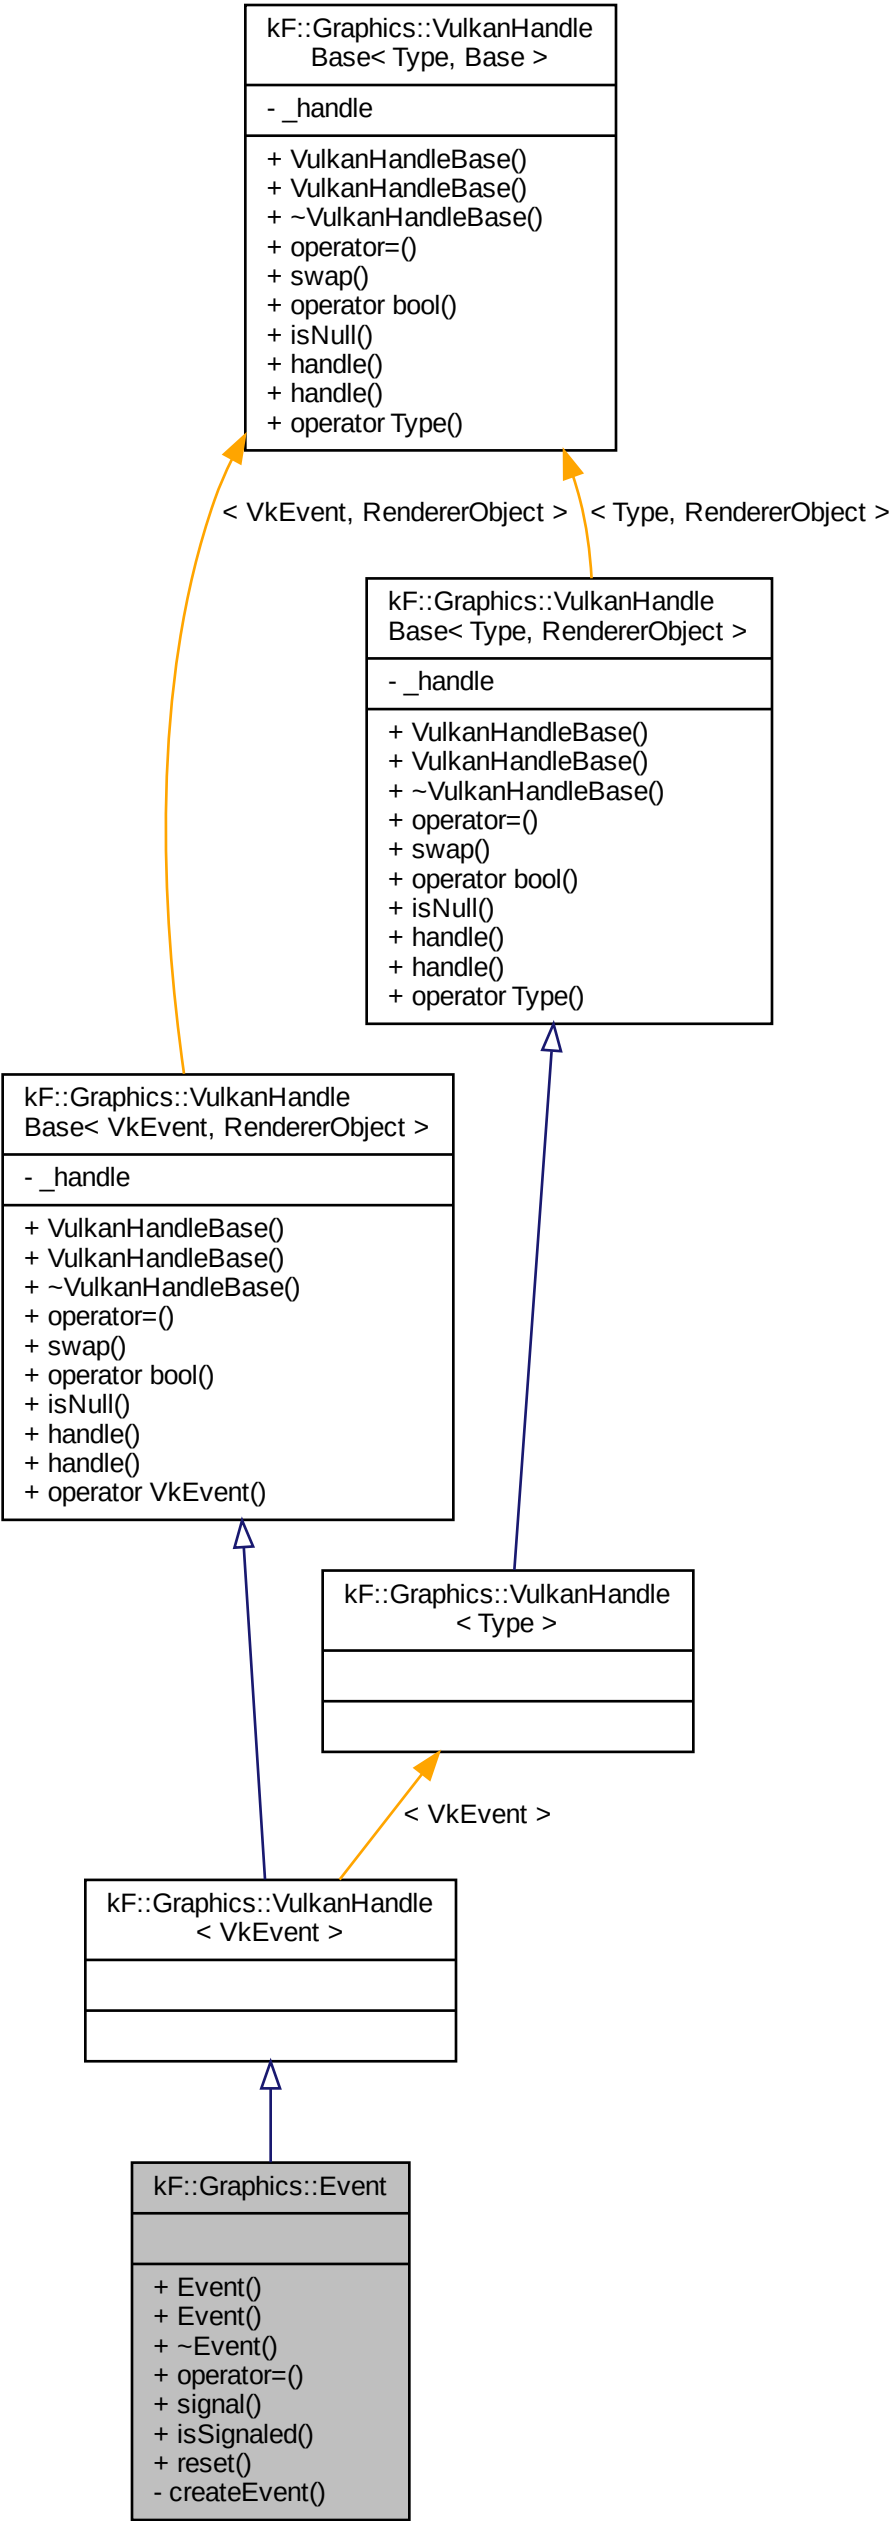 kF::Graphics::VulkanHandle
Base< Type, Base >
- _handle
+ VulkanHandleBase()
+ VulkanHandleBase()
+ ~VulkanHandleBase()
+ operator=()
+ swap()
+ operator bool()
+ isNull()
+ handle()
+ handle()
+ operator Type()
< VkEvent, RendererObject >
< Type, RendererObject >
kF::Graphics::VulkanHandle
Base< Type, RendererObject >
- _handle
+ VulkanHandleBase()
+ VulkanHandleBase()
+ ~VulkanHandleBase()
+ operator=()
+ swap()
+ operator bool()
+ isNull()
+ handle()
+ handle()
+ operator Type()
kF::Graphics::VulkanHandle
Base< VkEvent, RendererObject >
- _handle
+ VulkanHandleBase()
+ VulkanHandleBase()
+ ~VulkanHandleBase()
+ operator=()
+ swap()
+ operator bool()
+ isNull()
+ handle()
+ handle()
+ operator VkEvent()
kF::Graphics::VulkanHandle
< Type >
< VkEvent >
kF::Graphics::VulkanHandle
< VkEvent >
kF::Graphics::Event
+ Event()
+ Event()
+ ~Event()
+ operator=()
+ signal()
+ isSignaled()
+ reset()
- createEvent()